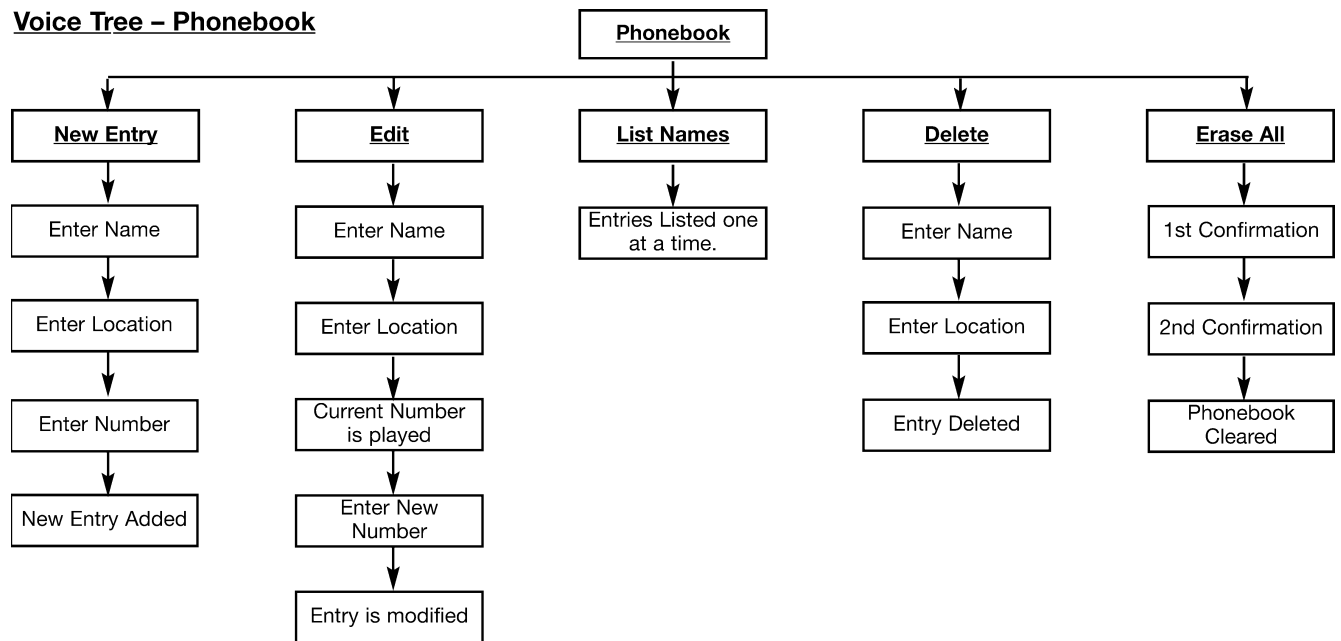 Voice Tree – Phonebook
Phonebook
New Entry
Edit
List Names
Delete
Erase All
Enter Name
Enter Name
Entries Listed one
at a time.
Enter Name
1st Confirmation
Enter Location
Enter Location
Enter Location
2nd Confirmation
Enter Number
Current Number
is played
Entry Deleted
Phonebook
Cleared
New Entry Added
Enter New
Number
Entry is modified